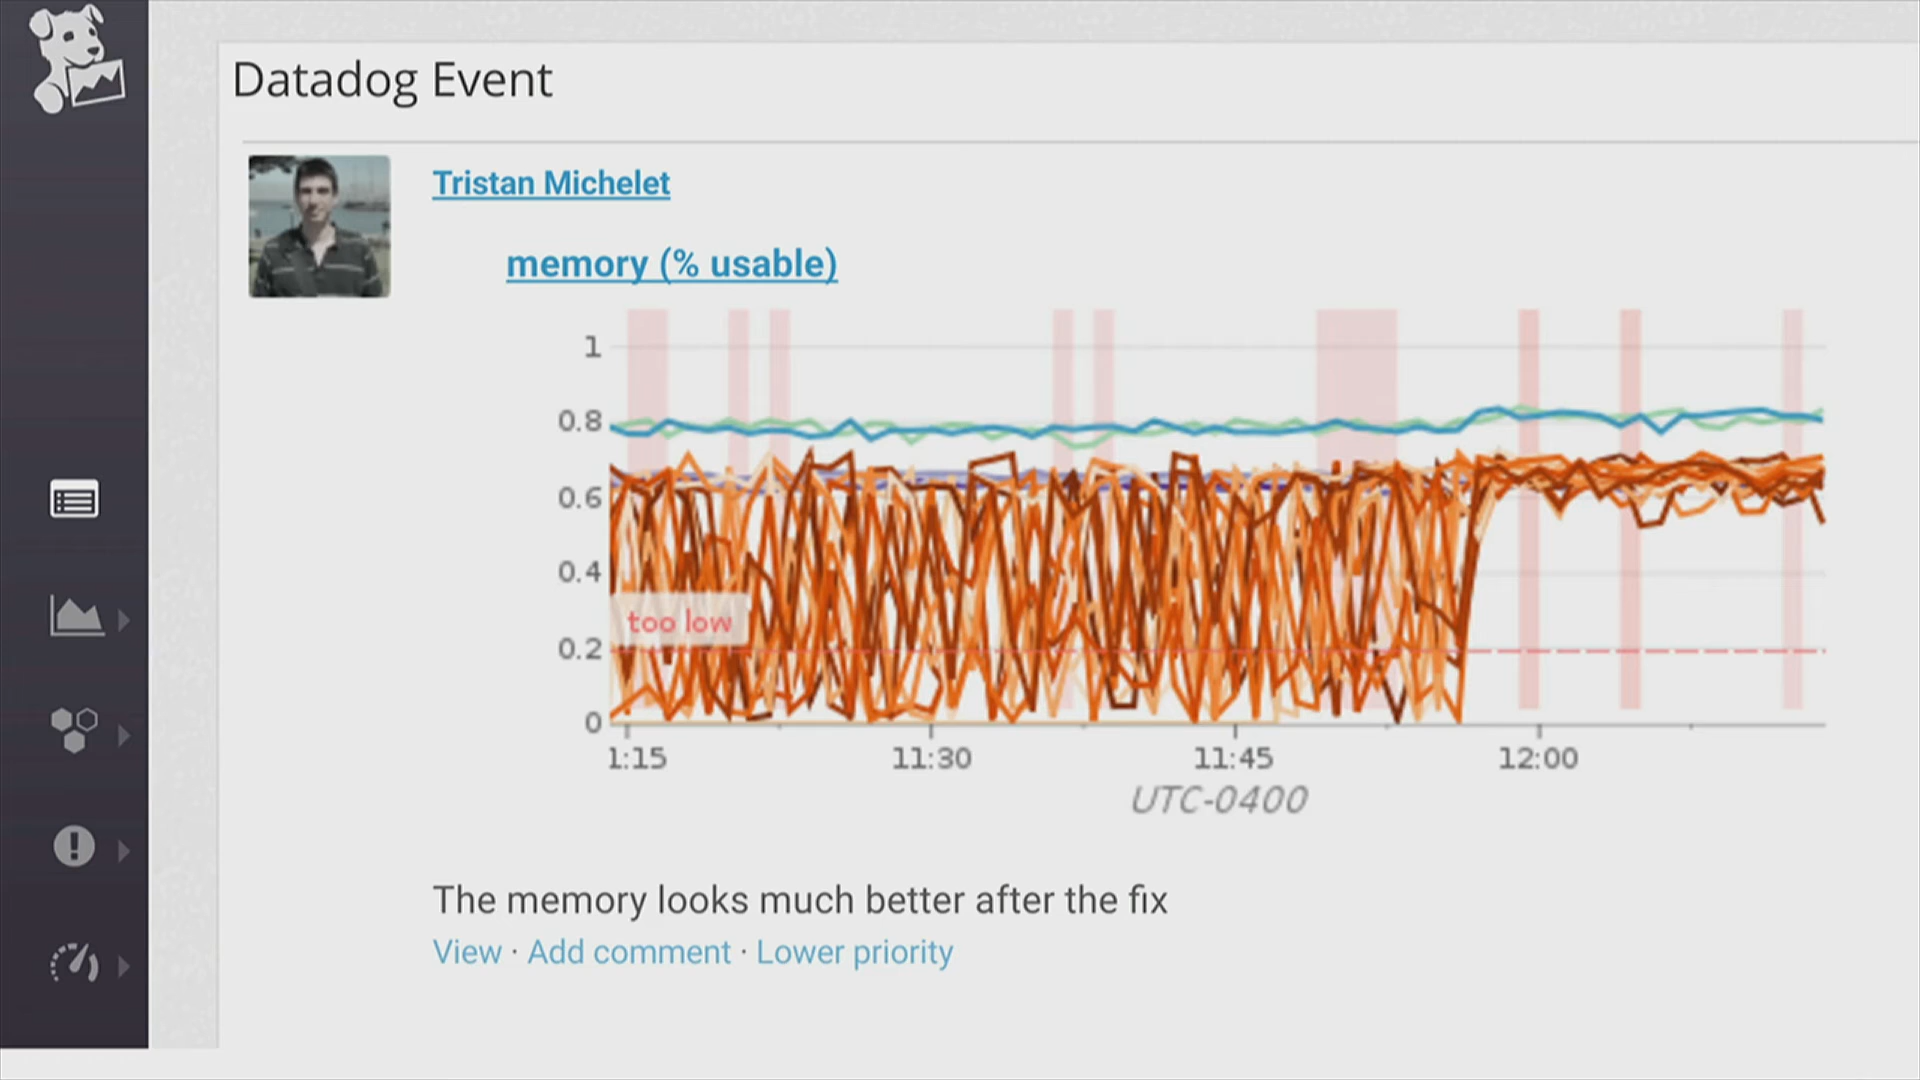 Datadog Event
Tristan Michelet
memory (% usable)
1
0.8
0.6
0.4
too low
0.2
0
1:15 11:30 11:45 12:00
UTC-0400
The memory looks much better after the fix
View · Add comment · Lower priority